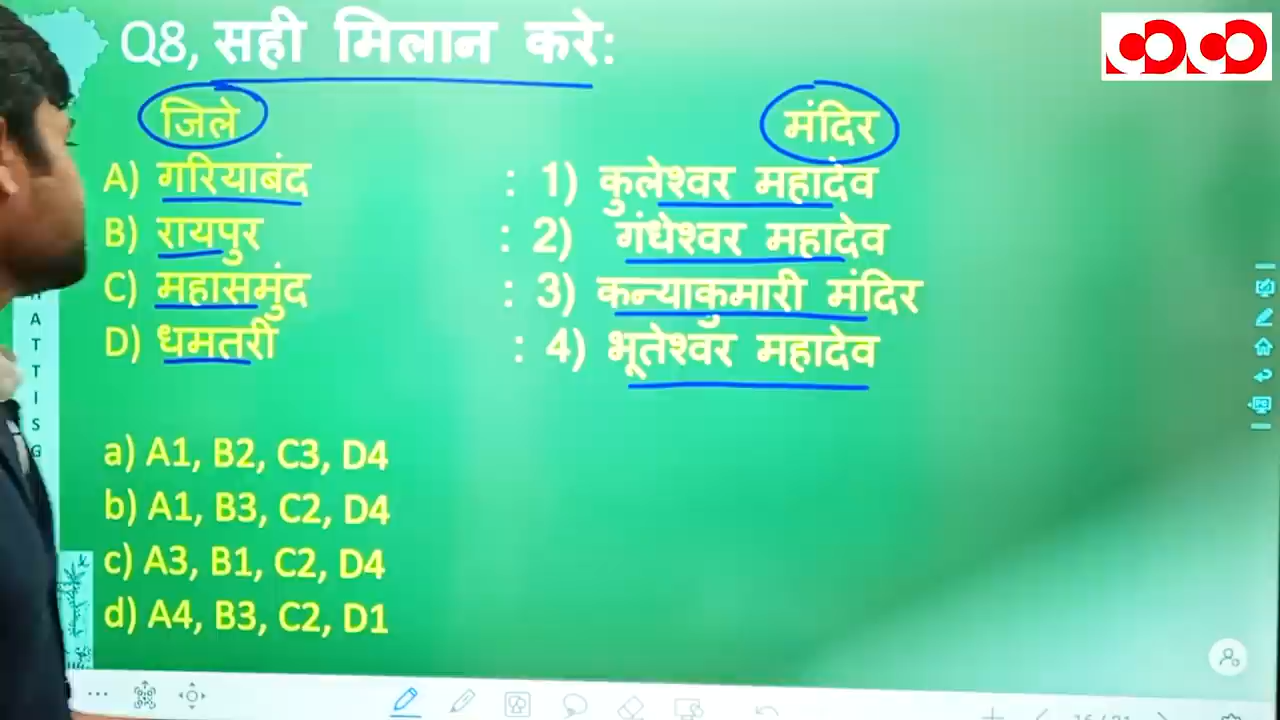 Q8, सही मिलान करे:
जिले मंदिर
A) गरियाबंद : 1) कुलेश्वर महादेव
B) रायपुर : 2) गंधेश्वर महादेव
C) महासमुंद : 3) कन्याकुमारी मंदिर
D) धमतरी : 4) भूतेश्वर महादेव
a) A1, B2, C3, D4
b) A1, B3, C2, D4
c) A3, B1, C2, D4
d) A4, B3, C2, D1
A
T
T
I
S
G